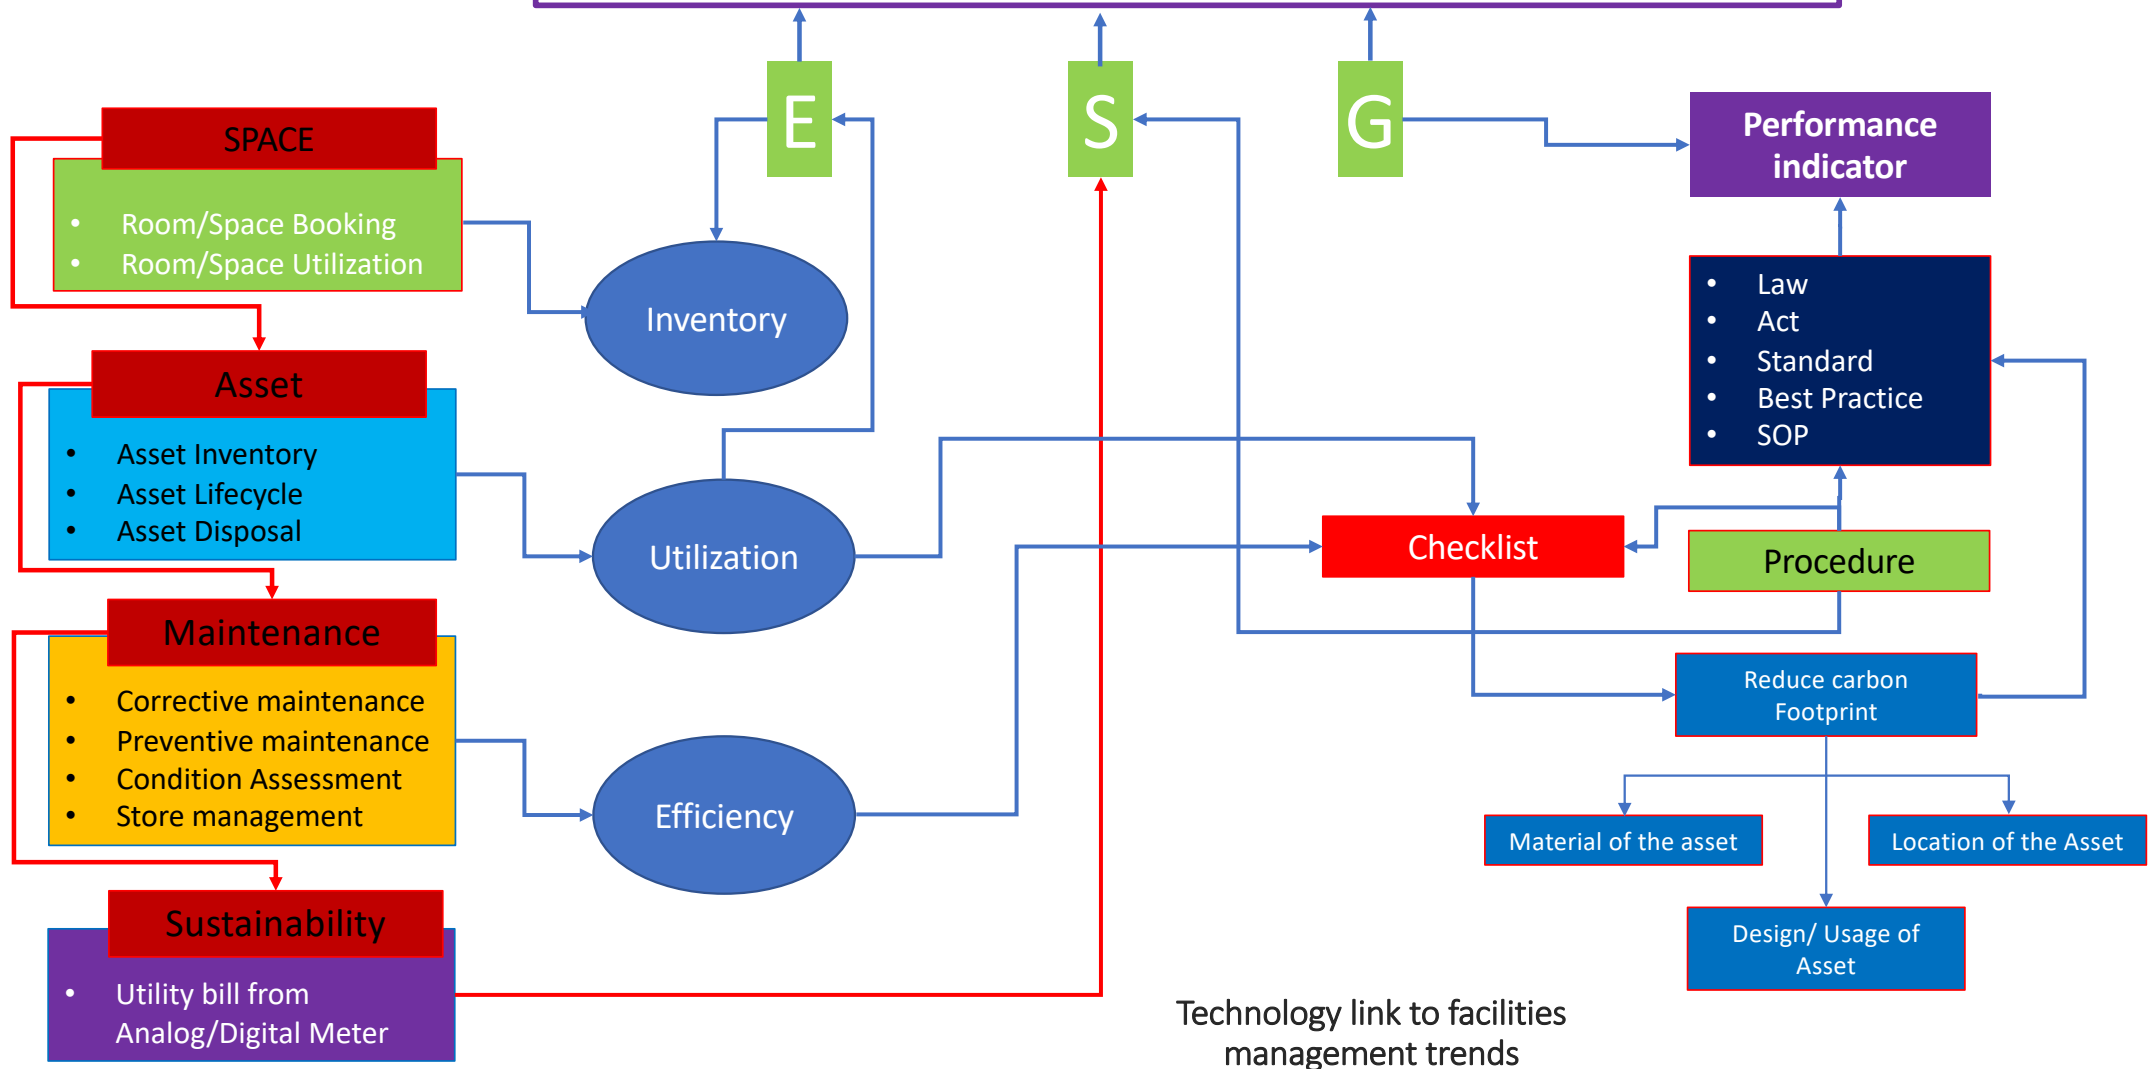 E
S
G
Performance
indicator
SPACE
• Room/Space Booking
• Room/Space Utilization
Inventory
• Law
• Act
• Standard
• Best Practice
• SOP
Asset
• Asset Inventory
• Asset Lifecycle
• Asset Disposal
Utilization
Checklist
Procedure
Maintenance
• Corrective maintenance
• Preventive maintenance
• Condition Assessment
• Store management
Efficiency
Reduce carbon
Footprint
Material of the asset
Location of the Asset
Design/ Usage of
Asset
Sustainability
• Utility bill from
Analog/Digital Meter
Technology link to facilities
management trends